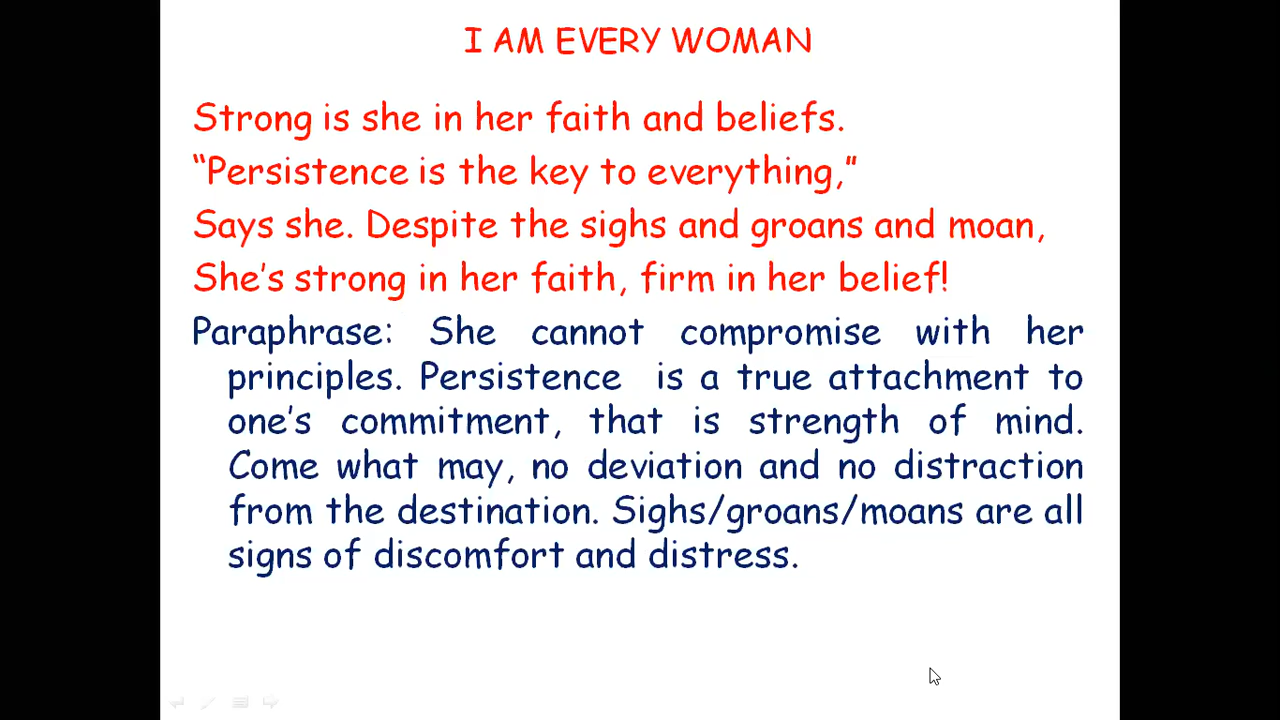 I AM EVERY WOMAN
Strong is she in her faith and beliefs.
“Persistence is the key to everything,”
Says she. Despite the sighs and groans and moan,
She’s strong in her faith, firm in her belief!
Paraphrase: She cannot compromise with her
principles. Persistence is a true attachment to
one’s commitment, that is strength of mind.
Come what may, no deviation and no distraction
from the destination. Sighs/groans/moans are all
signs of discomfort and distress.